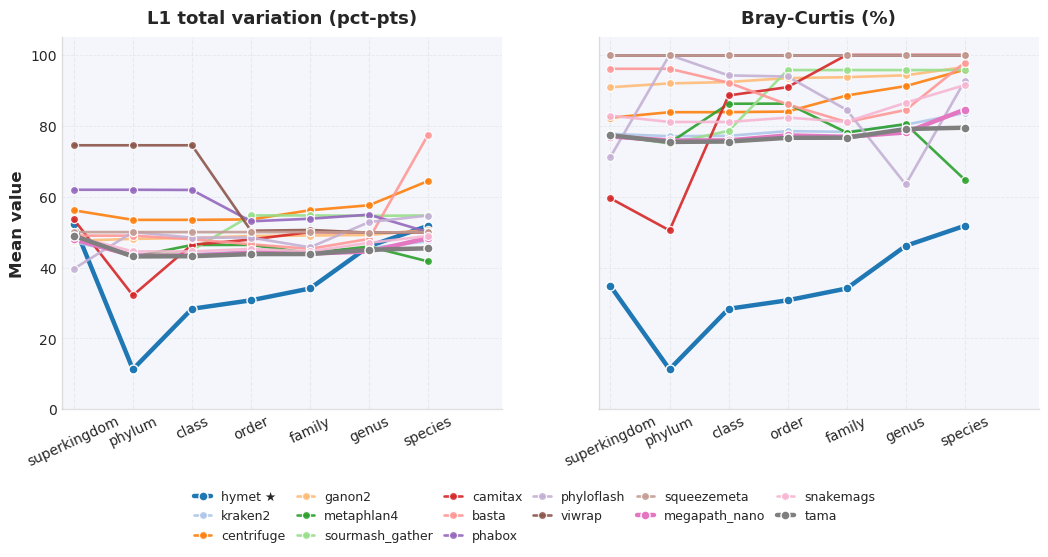 L1 total variation (pct-pts)
Bray-Curtis (%)
Mean value
100
80
60
40
20
0
superkingdom phylum class order family genus species
superkingdom phylum class order family genus species
hymet ★ ganon2 camitax phyloflash squeezemeta snakemags
kraken2 metaphlan4 basta viwrap megapath_nano tama
centrifuge sourmash_gather phabox